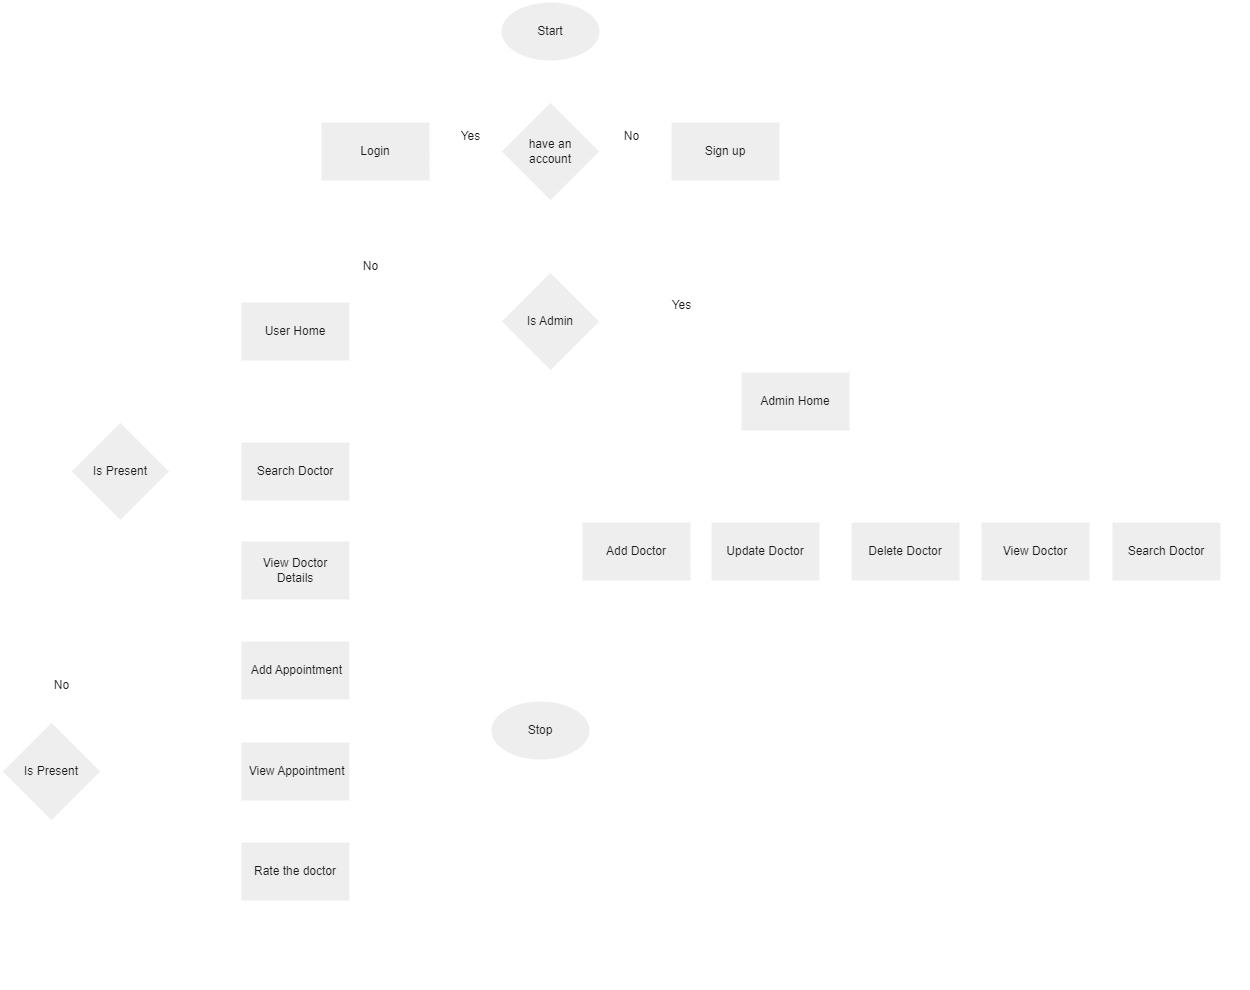 Start
Login
Yes
have an
account
No
Sign up
No
User Home
Is Admin
Yes
Admin Home
Is Present
Search Doctor
Add Doctor
Update Doctor
Delete Doctor
View Doctor
Search Doctor
View Doctor
Details
Add Appointment
No
Stop
Is Present
View Appointment
Rate the doctor